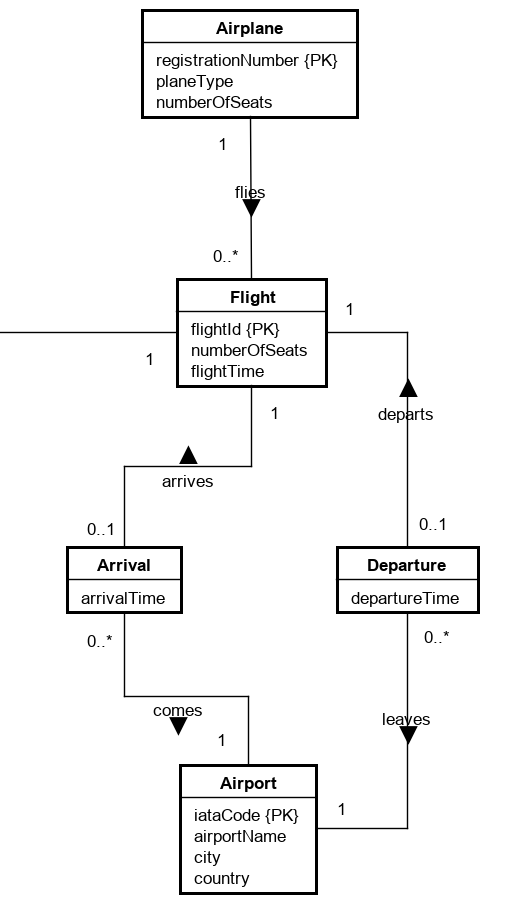 Airplane
registrationNumber {PK}
planeType
numberOfSeats
1
flies
0..*
Flight
flightId {PK}
numberOfSeats
flightTime
1
1
1
departs
arrives
0..1
0..1
Arrival
arrivalTime
Departure
departureTime
0..*
0..*
comes
leaves
1
Airport
iataCode {PK}
airportName
city
country
1